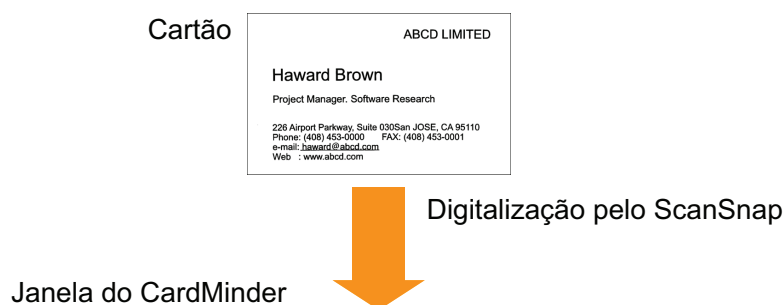 Cartão
ABCD LIMITED
Haward Brown
Project Manager. Software Research
226 Airport Parkway, Suite 030San JOSE, CA 95110
Phone: (408) 453-0000 FAX: (408) 453-0001
e-mail: haward@abcd.com
Web : www.abcd.com
Digitalização pelo ScanSnap
Janela do CardMinder